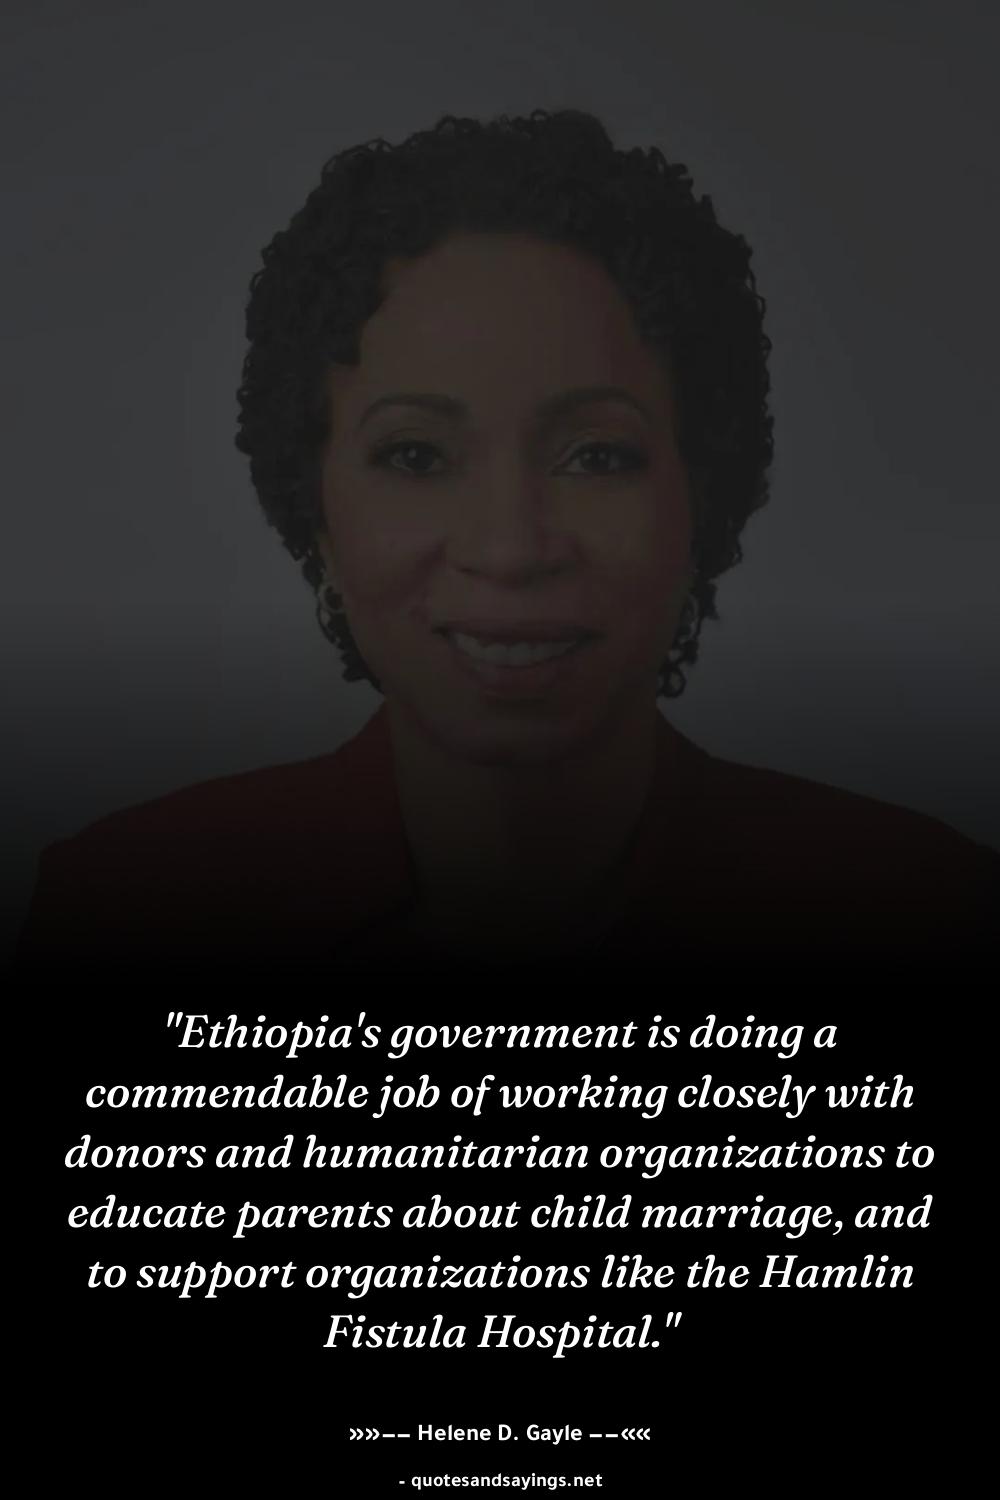 "Ethiopia's government is doing a
commendable job of working closely with
donors and humanitarian organizations to
educate parents about child marriage, and
to support organizations like the Hamlin
Fistula Hospital."
»»−− Helene D. Gayle −−««
- quotesandsayings.net